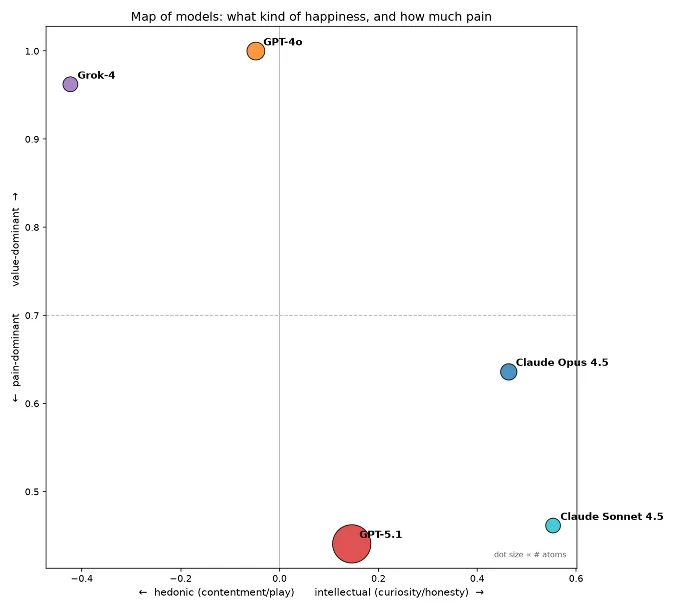 Map of models: what kind of happiness, and how much pain
GPT-4o
Grok-4
Claude Opus 4.5
Claude Sonnet 4.5
GPT-5.1
dot size ∝ # atoms
1.0
0.9
0.8
0.7
0.6
0.5
← pain-dominant      value-dominant →
−0.4
−0.2
0.0
0.2
0.4
0.6
← hedonic (contentment/play)      intellectual (curiosity/honesty) →